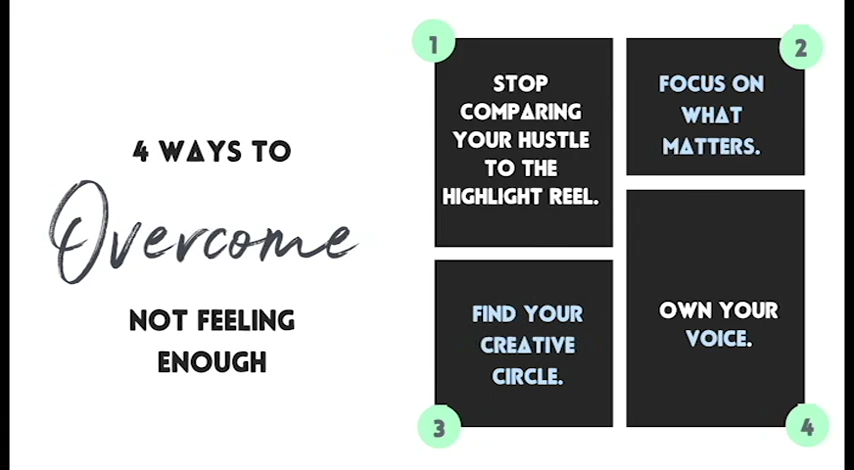 4 WAYS TO
Overcome
NOT FEELING
ENOUGH
1
STOP
COMPARING
YOUR HUSTLE
TO THE
HIGHLIGHT REEL.
2
FOCUS ON
WHAT
MATTERS.
3
FIND YOUR
CREATIVE
CIRCLE.
4
OWN YOUR
VOICE.